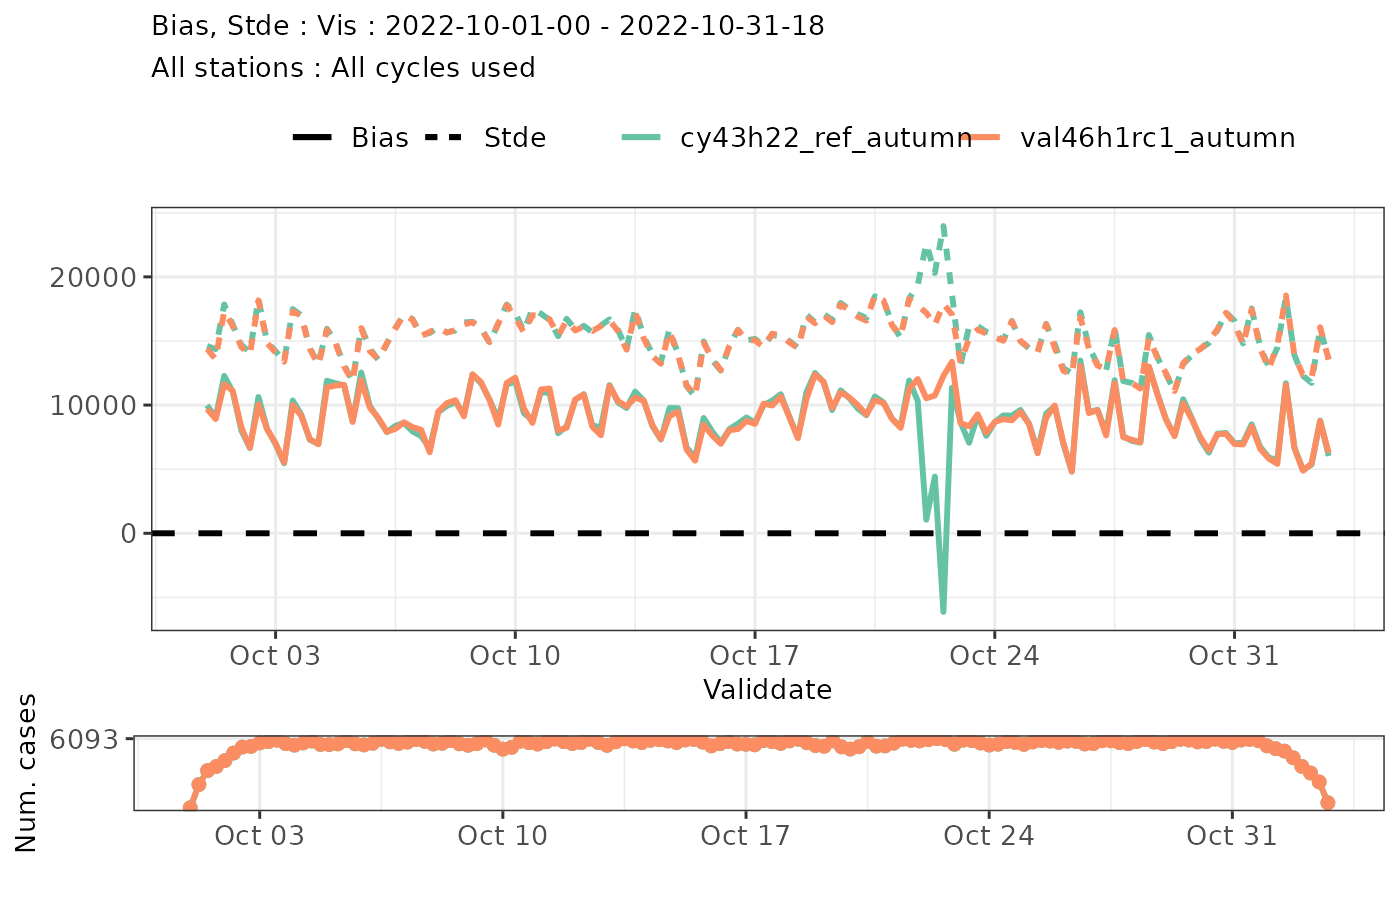 Bias, Stde : Vis : 2022-10-01-00 - 2022-10-31-18
All stations : All cycles used
Bias Stde cy43h22_ref_autumn val46h1rc1_autumn
20000
10000
0
Oct 03 Oct 10 Oct 17 Oct 24 Oct 31
Validdate
Num. cases
6093
Oct 03 Oct 10 Oct 17 Oct 24 Oct 31